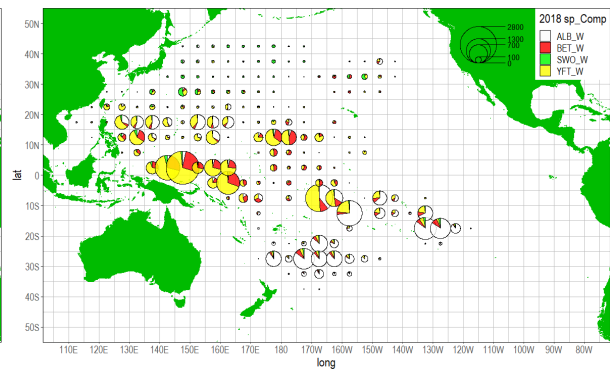 2018 sp_Comp
ALB_W
BET_W
SWO_W
YFT_W
2800
1300
700
100
0
50N
40N
30N
20N
10N
0
10S
20S
30S
40S
50S
lat
110E 120E 130E 140E 150E 160E 170E 180 170W 160W 150W 140W 130W 120W 110W 100W 90W 80W
long